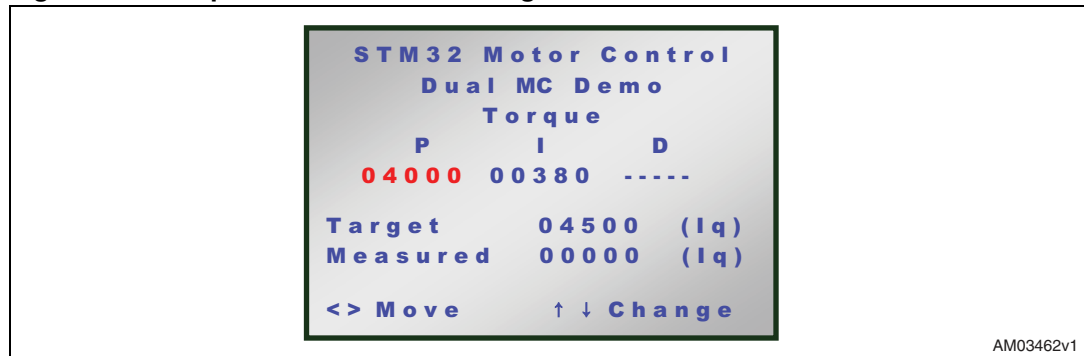 STM32 Motor Control
Dual MC Demo
Torque
P I D
04000 00380 -----
Target 04500 (Iq)
Measured 00000 (Iq)
<> Move ↑ ↓ Change
AM03462v1